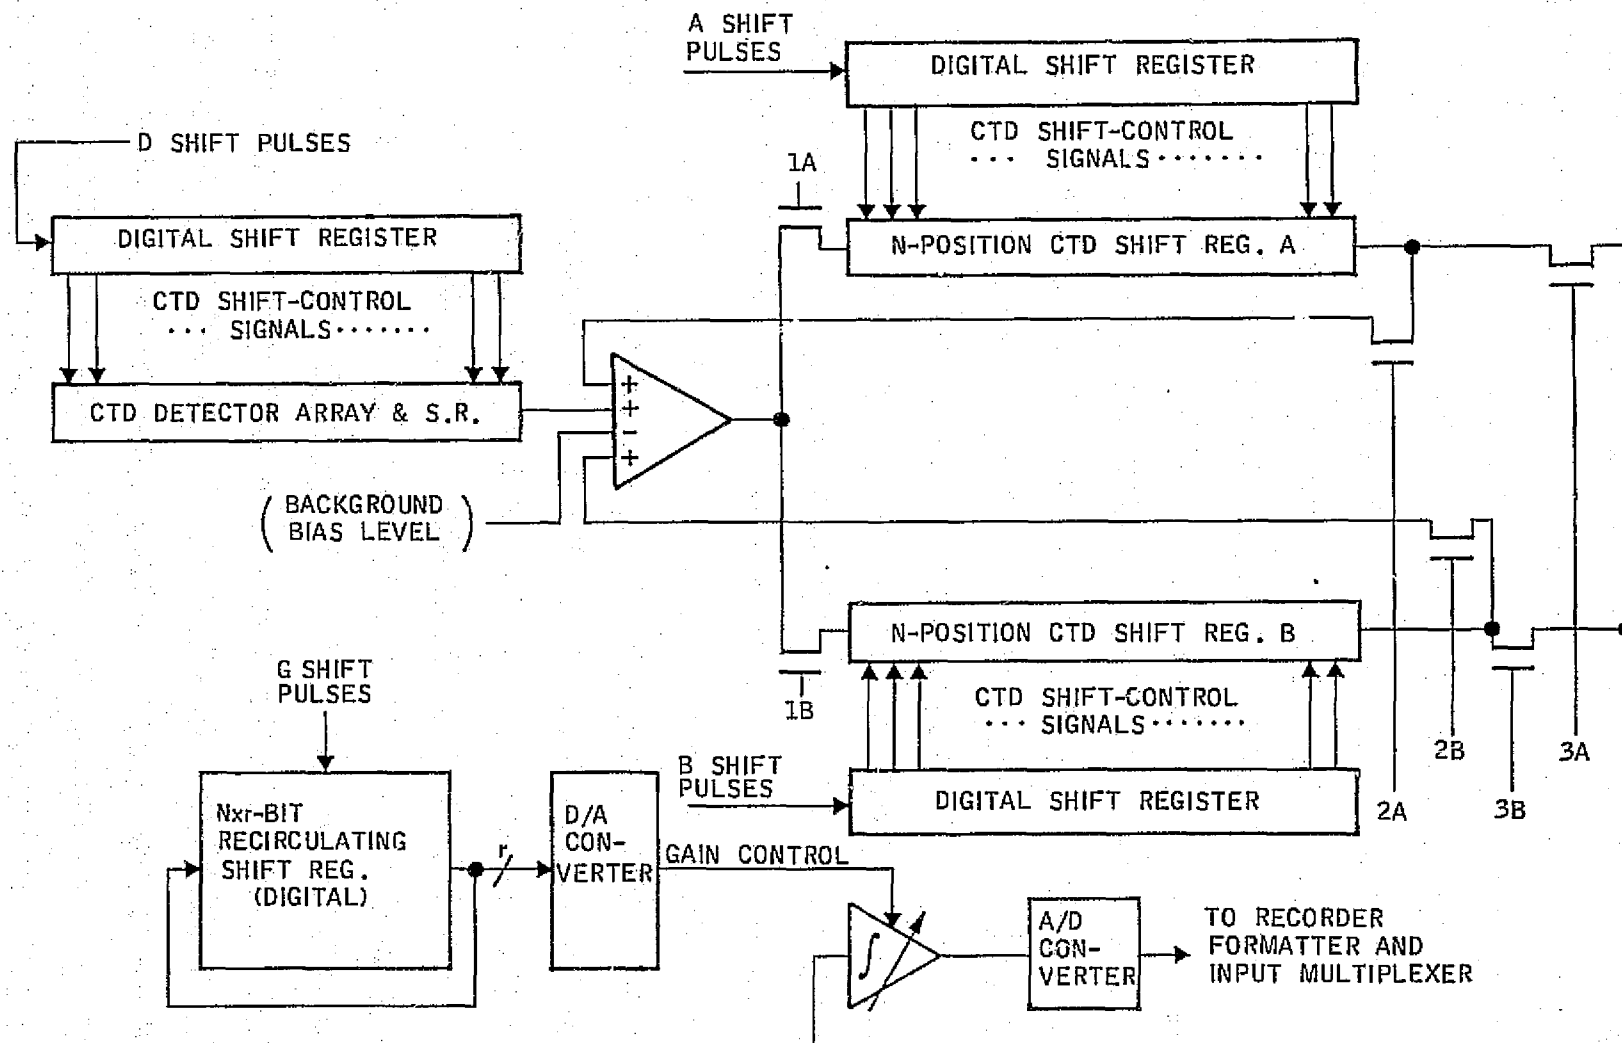 A SHIFT
PULSES
DIGITAL SHIFT REGISTER
CTD SHIFT-CONTROL
··· SIGNALS·······
D SHIFT PULSES
1A
DIGITAL SHIFT REGISTER
N-POSITION CTD SHIFT REG. A
CTD SHIFT-CONTROL
··· SIGNALS·······
CTD DETECTOR ARRAY & S.R.
+
+
−
+
(BACKGROUND
BIAS LEVEL)
N-POSITION CTD SHIFT REG. B
G SHIFT
PULSES
1B
CTD SHIFT-CONTROL
··· SIGNALS·······
2B
3A
B SHIFT
PULSES
DIGITAL SHIFT REGISTER
2A
3B
Nxr-BIT
RECIRCULATING
SHIFT REG.
(DIGITAL)
r
D/A
CON-
VERTER
GAIN CONTROL
∫
A/D
CON-
VERTER
TO RECORDER
FORMATTER AND
INPUT MULTIPLEXER